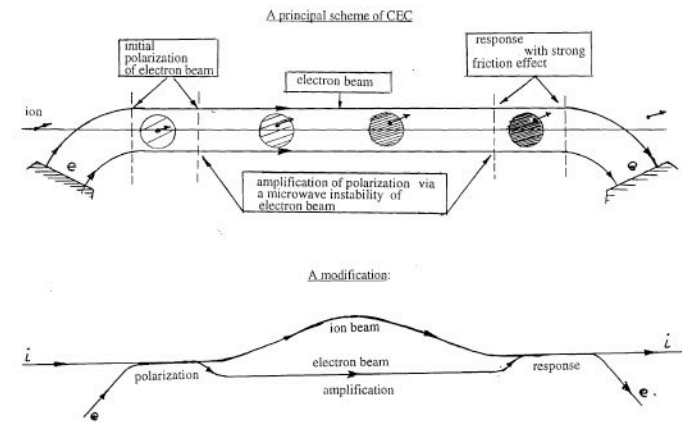 A principal scheme of CEC
initial
polarization
of electron beam
electron beam
response
with strong
friction effect
ion
e
e
amplification of polarization via
a microwave instability of
electron beam
A modification:
ion beam
i
i
polarization
electron beam
amplification
response
e
e.